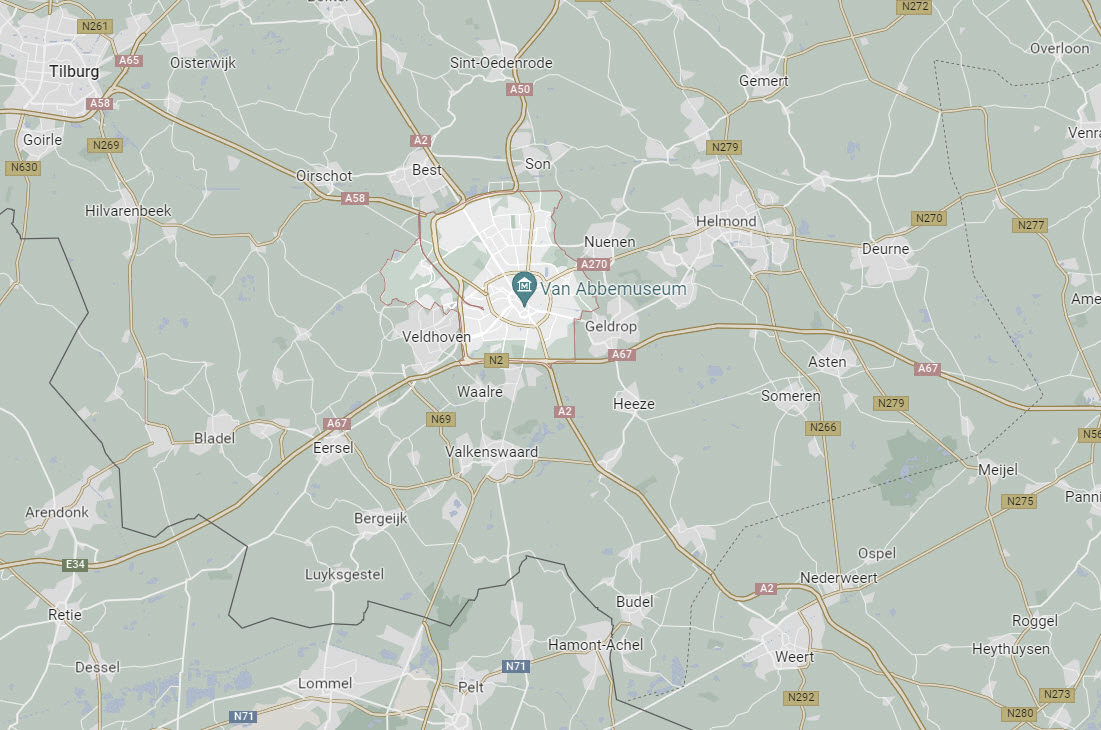 N272
N261
Overloon
A65
Oisterwijk
Sint-Oedenrode
Tilburg
Gemert
A50
A58
Venra
Goirle
A2
N269
N279
N630
Best
Son
Oirschot
A58
Hilvarenbeek
N270
Helmond
N277
Nuenen
Deurne
A270
Van Abbemuseum
Ame
Geldrop
Veldhoven
N2
A67
Asten
A67
Waalre
Someren
Heeze
N279
A2
N69
A67
N266
Bladel
N56
Eersel
Valkenswaard
Meijel
Panni
N275
Arendonk
Bergeijk
Ospel
E34
Luyksgestel
Nederweert
A2
Budel
Retie
Roggel
Hamont-Achel
Heythuysen
Weert
Dessel
N71
Lommel
Pelt
N273
N292
N71
N280